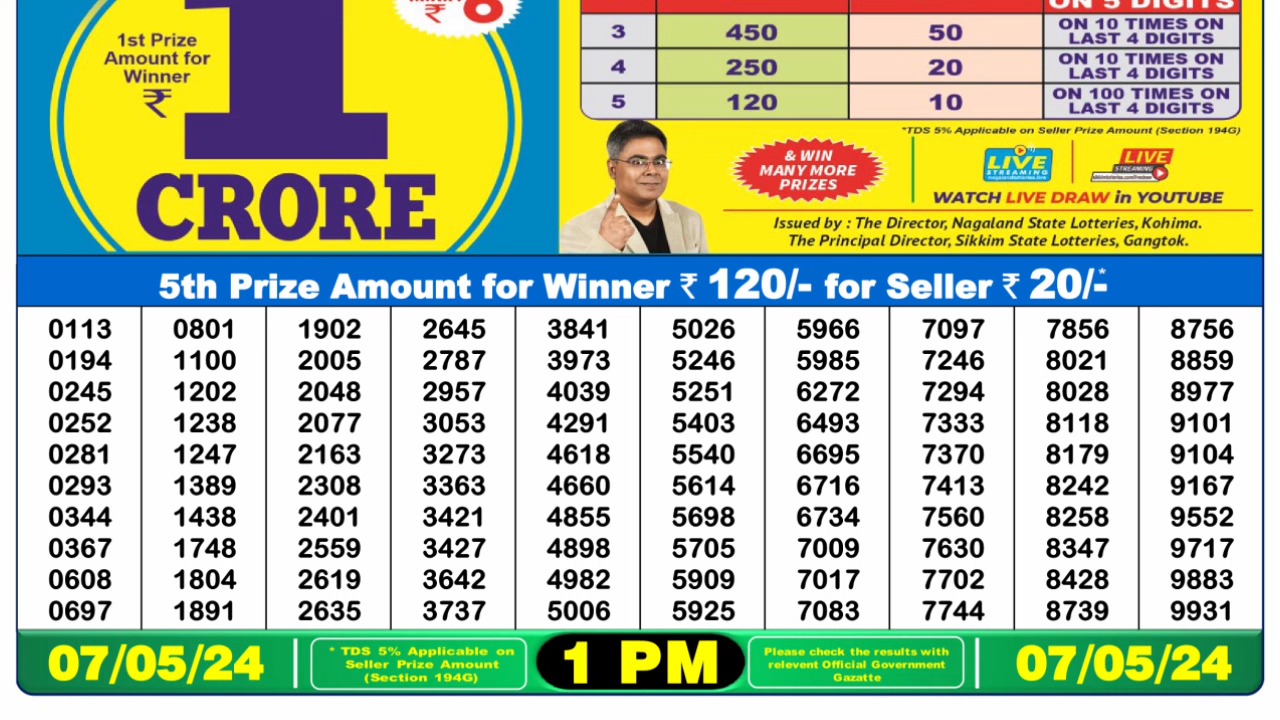 ₹ 6
1st Prize
Amount for
Winner
₹
1
CRORE
ON 5 DIGITS
3 450 50 ON 10 TIMES ON LAST 4 DIGITS
4 250 20 ON 10 TIMES ON LAST 4 DIGITS
5 120 10 ON 100 TIMES ON LAST 4 DIGITS
*TDS 5% Applicable on Seller Prize Amount (Section 194G)
& WIN
MANY MORE
PRIZES
LIVE
STREAMING
LIVE
STREAMING
WATCH LIVE DRAW in YOUTUBE
Issued by : The Director, Nagaland State Lotteries, Kohima.
The Principal Director, Sikkim State Lotteries, Gangtok.
5th Prize Amount for Winner ₹ 120/- for Seller ₹ 20/-*
0113 0801 1902 2645 3841 5026 5966 7097 7856 8756
0194 1100 2005 2787 3973 5246 5985 7246 8021 8859
0245 1202 2048 2957 4039 5251 6272 7294 8028 8977
0252 1238 2077 3053 4291 5403 6493 7333 8118 9101
0281 1247 2163 3273 4618 5540 6695 7370 8179 9104
0293 1389 2308 3363 4660 5614 6716 7413 8242 9167
0344 1438 2401 3421 4855 5698 6734 7560 8258 9552
0367 1748 2559 3427 4898 5705 7009 7630 8347 9717
0608 1804 2619 3642 4982 5909 7017 7702 8428 9883
0697 1891 2635 3737 5006 5925 7083 7744 8739 9931
07/05/24
* TDS 5% Applicable on
Seller Prize Amount
(Section 194G)
1 PM
Please check the results with
relevent Official Government
Gazatte
07/05/24